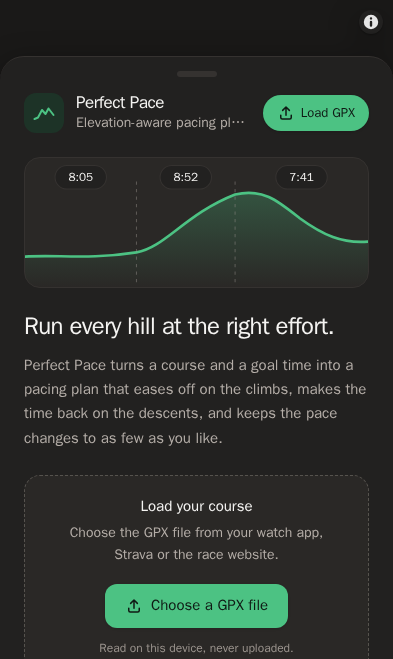 Perfect Pace
Elevation-aware pacing pl···
Load GPX
8:05
8:52
7:41
Run every hill at the right effort.
Perfect Pace turns a course and a goal time into a
pacing plan that eases off on the climbs, makes the
time back on the descents, and keeps the pace
changes to as few as you like.
Load your course
Choose the GPX file from your watch app,
Strava or the race website.
Choose a GPX file
Read on this device, never uploaded.